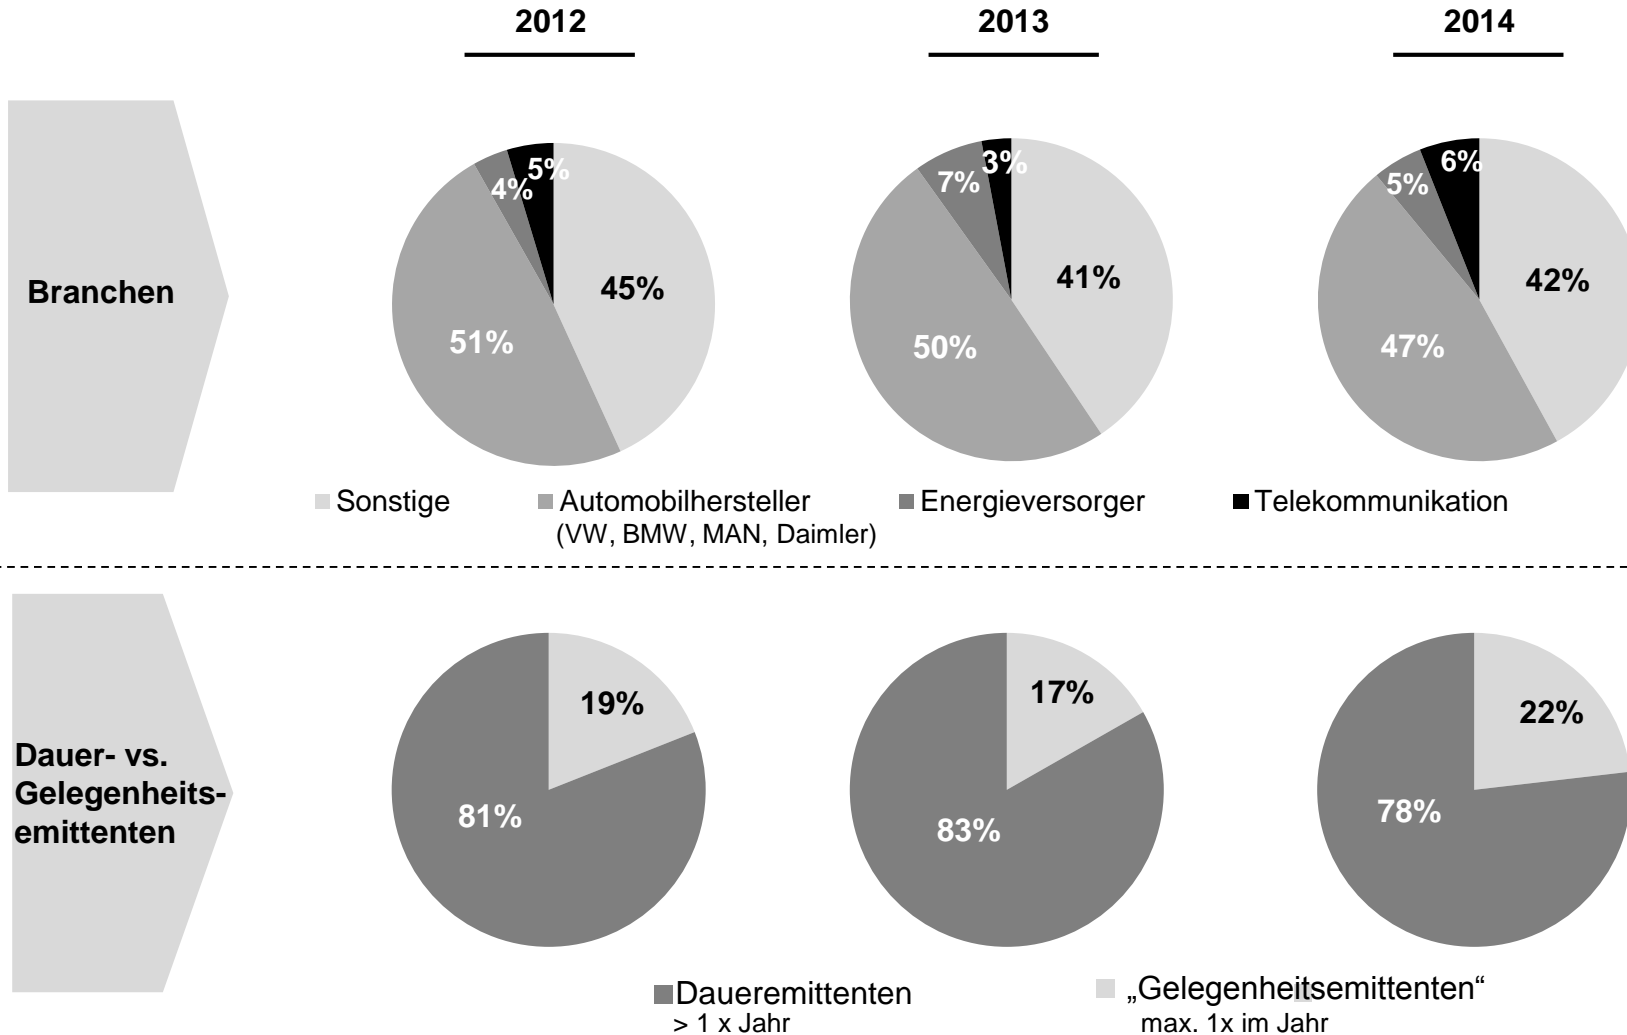 2012
2013
2014
Branchen
5%
4%
45%
51%
3%
7%
41%
50%
6%
5%
42%
47%
Sonstige
Automobilhersteller
(VW, BMW, MAN, Daimler)
Energieversorger
Telekommunikation
Dauer- vs.
Gelegenheits-
emittenten
19%
81%
17%
83%
22%
78%
Daueremittenten
> 1 x Jahr
„Gelegenheitsemittenten“
max. 1x im Jahr